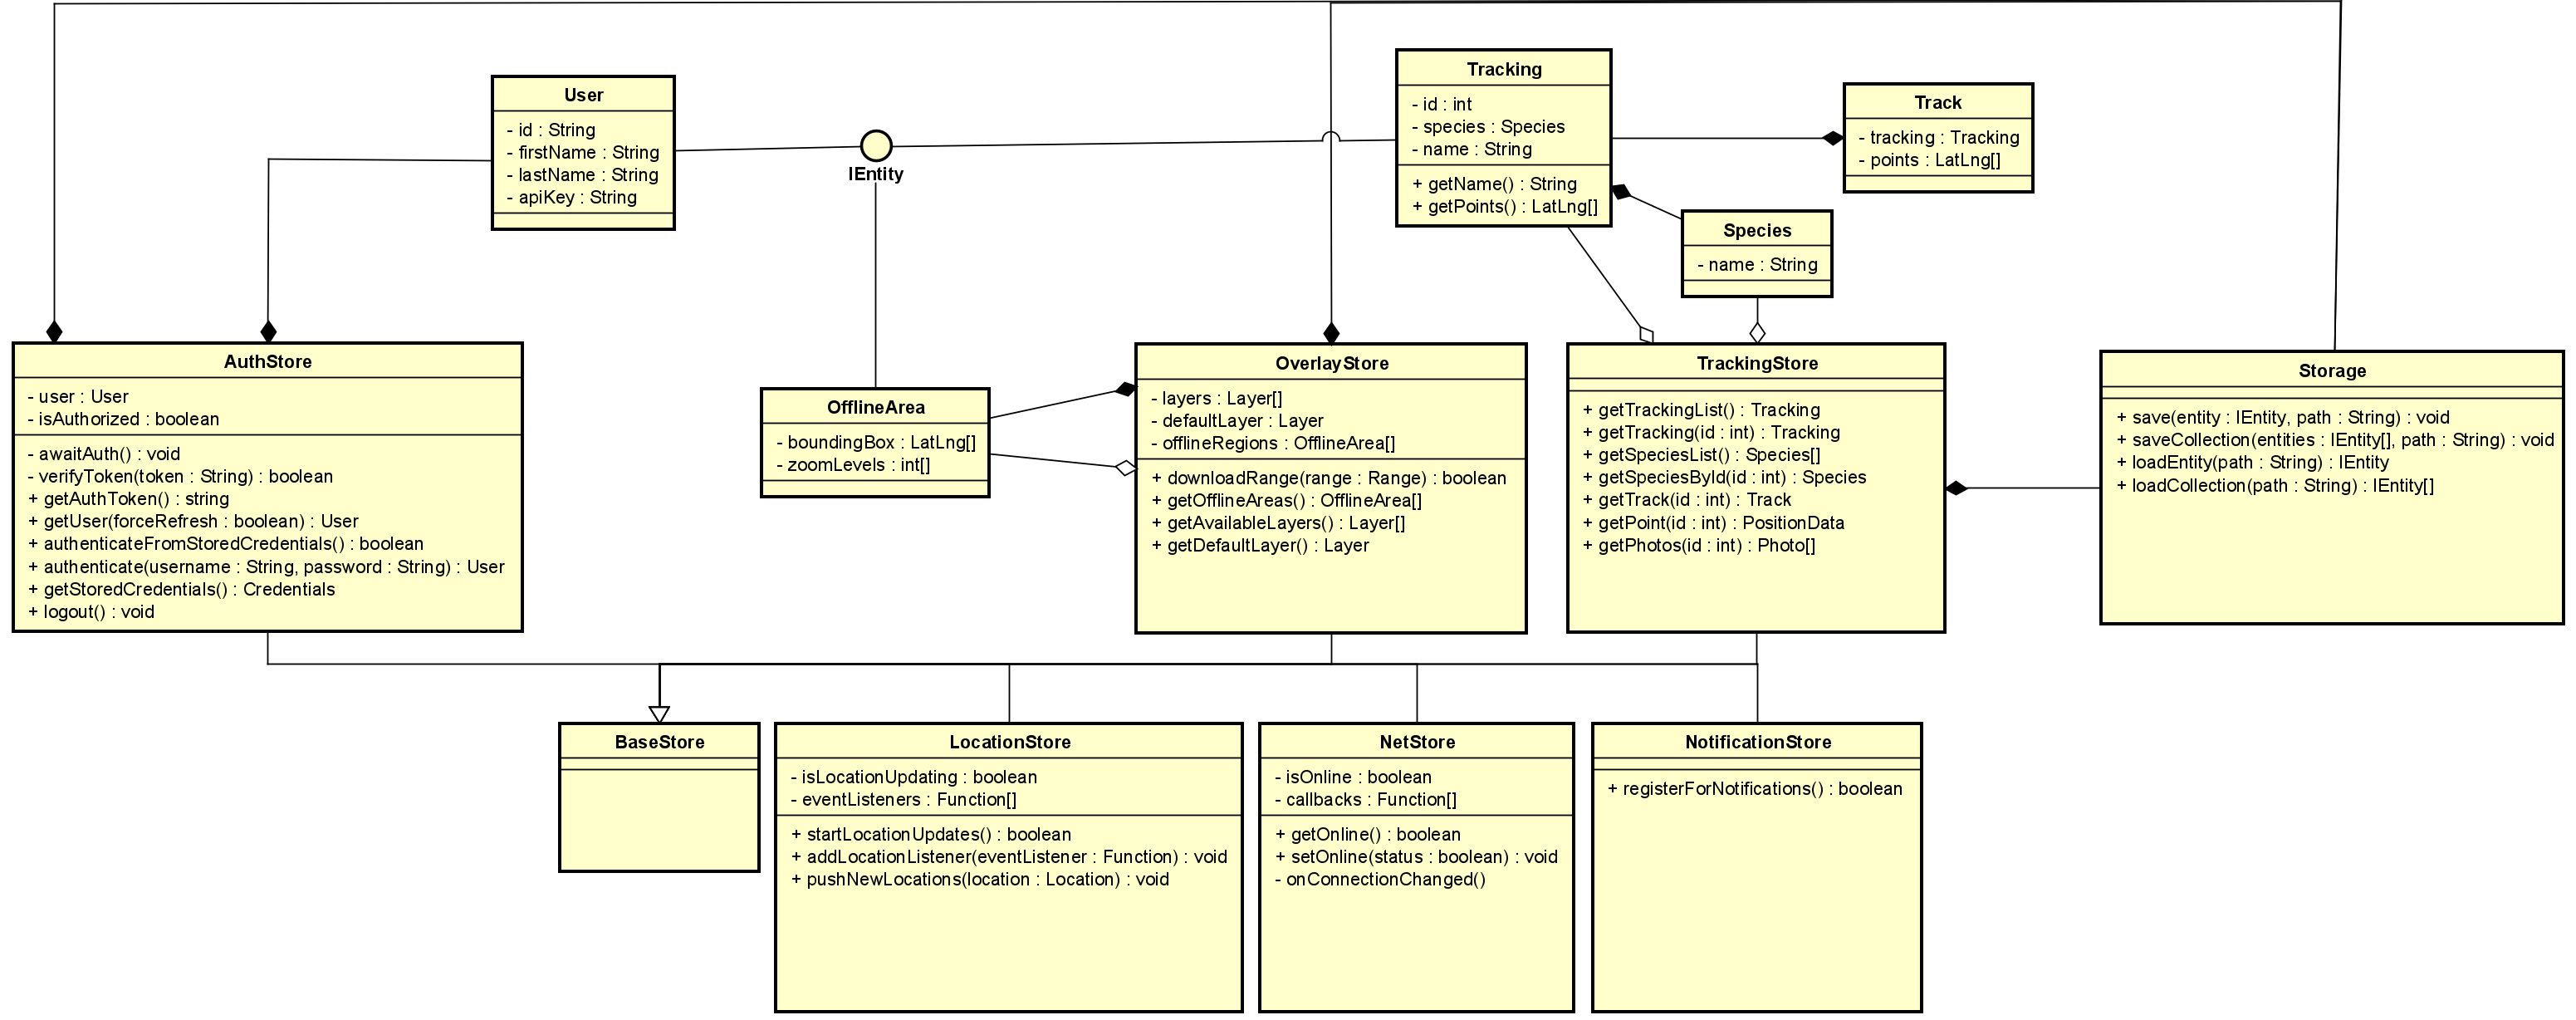 User
- id : String
- firstName : String
- lastName : String
- apiKey : String
IEntity
Tracking
- id : int
- species : Species
- name : String
+ getName() : String
+ getPoints() : LatLng[]
Track
- tracking : Tracking
- points : LatLng[]
Species
- name : String
AuthStore
- user : User
- isAuthorized : boolean
- awaitAuth() : void
- verifyToken(token : String) : boolean
+ getAuthToken() : string
+ getUser(forceRefresh : boolean) : User
+ authenticateFromStoredCredentials() : boolean
+ authenticate(username : String, password : String) : User
+ getStoredCredentials() : Credentials
+ logout() : void
OfflineArea
- boundingBox : LatLng[]
- zoomLevels : int[]
OverlayStore
- layers : Layer[]
- defaultLayer : Layer
- offlineRegions : OfflineArea[]
+ downloadRange(range : Range) : boolean
+ getOfflineAreas() : OfflineArea[]
+ getAvailableLayers() : Layer[]
+ getDefaultLayer() : Layer
TrackingStore
+ getTrackingList() : Tracking
+ getTracking(id : int) : Tracking
+ getSpeciesList() : Species[]
+ getSpeciesById(id : int) : Species
+ getTrack(id : int) : Track
+ getPoint(id : int) : PositionData
+ getPhotos(id : int) : Photo[]
Storage
+ save(entity : IEntity, path : String) : void
+ saveCollection(entities : IEntity[], path : String) : void
+ loadEntity(path : String) : IEntity
+ loadCollection(path : String) : IEntity[]
BaseStore
LocationStore
- isLocationUpdating : boolean
- eventListeners : Function[]
+ startLocationUpdates() : boolean
+ addLocationListener(eventListener : Function) : void
+ pushNewLocations(location : Location) : void
NetStore
- isOnline : boolean
- callbacks : Function[]
+ getOnline() : boolean
+ setOnline(status : boolean) : void
- onConnectionChanged()
NotificationStore
+ registerForNotifications() : boolean